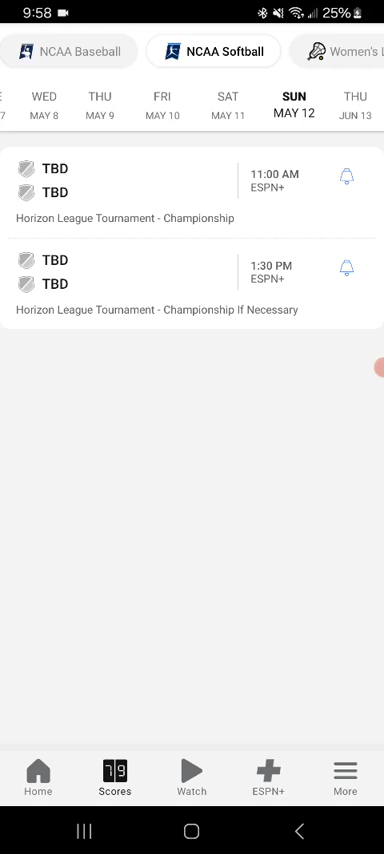 9:58
25%
NCAA Baseball
NCAA Softball
Women's L
E WED THU FRI SAT SUN THU
7 MAY 8 MAY 9 MAY 10 MAY 11 MAY 12 JUN 13
TBD
11:00 AM
TBD
ESPN+
Horizon League Tournament - Championship
TBD
1:30 PM
TBD
ESPN+
Horizon League Tournament - Championship If Necessary
79
Home Scores Watch ESPN+ More